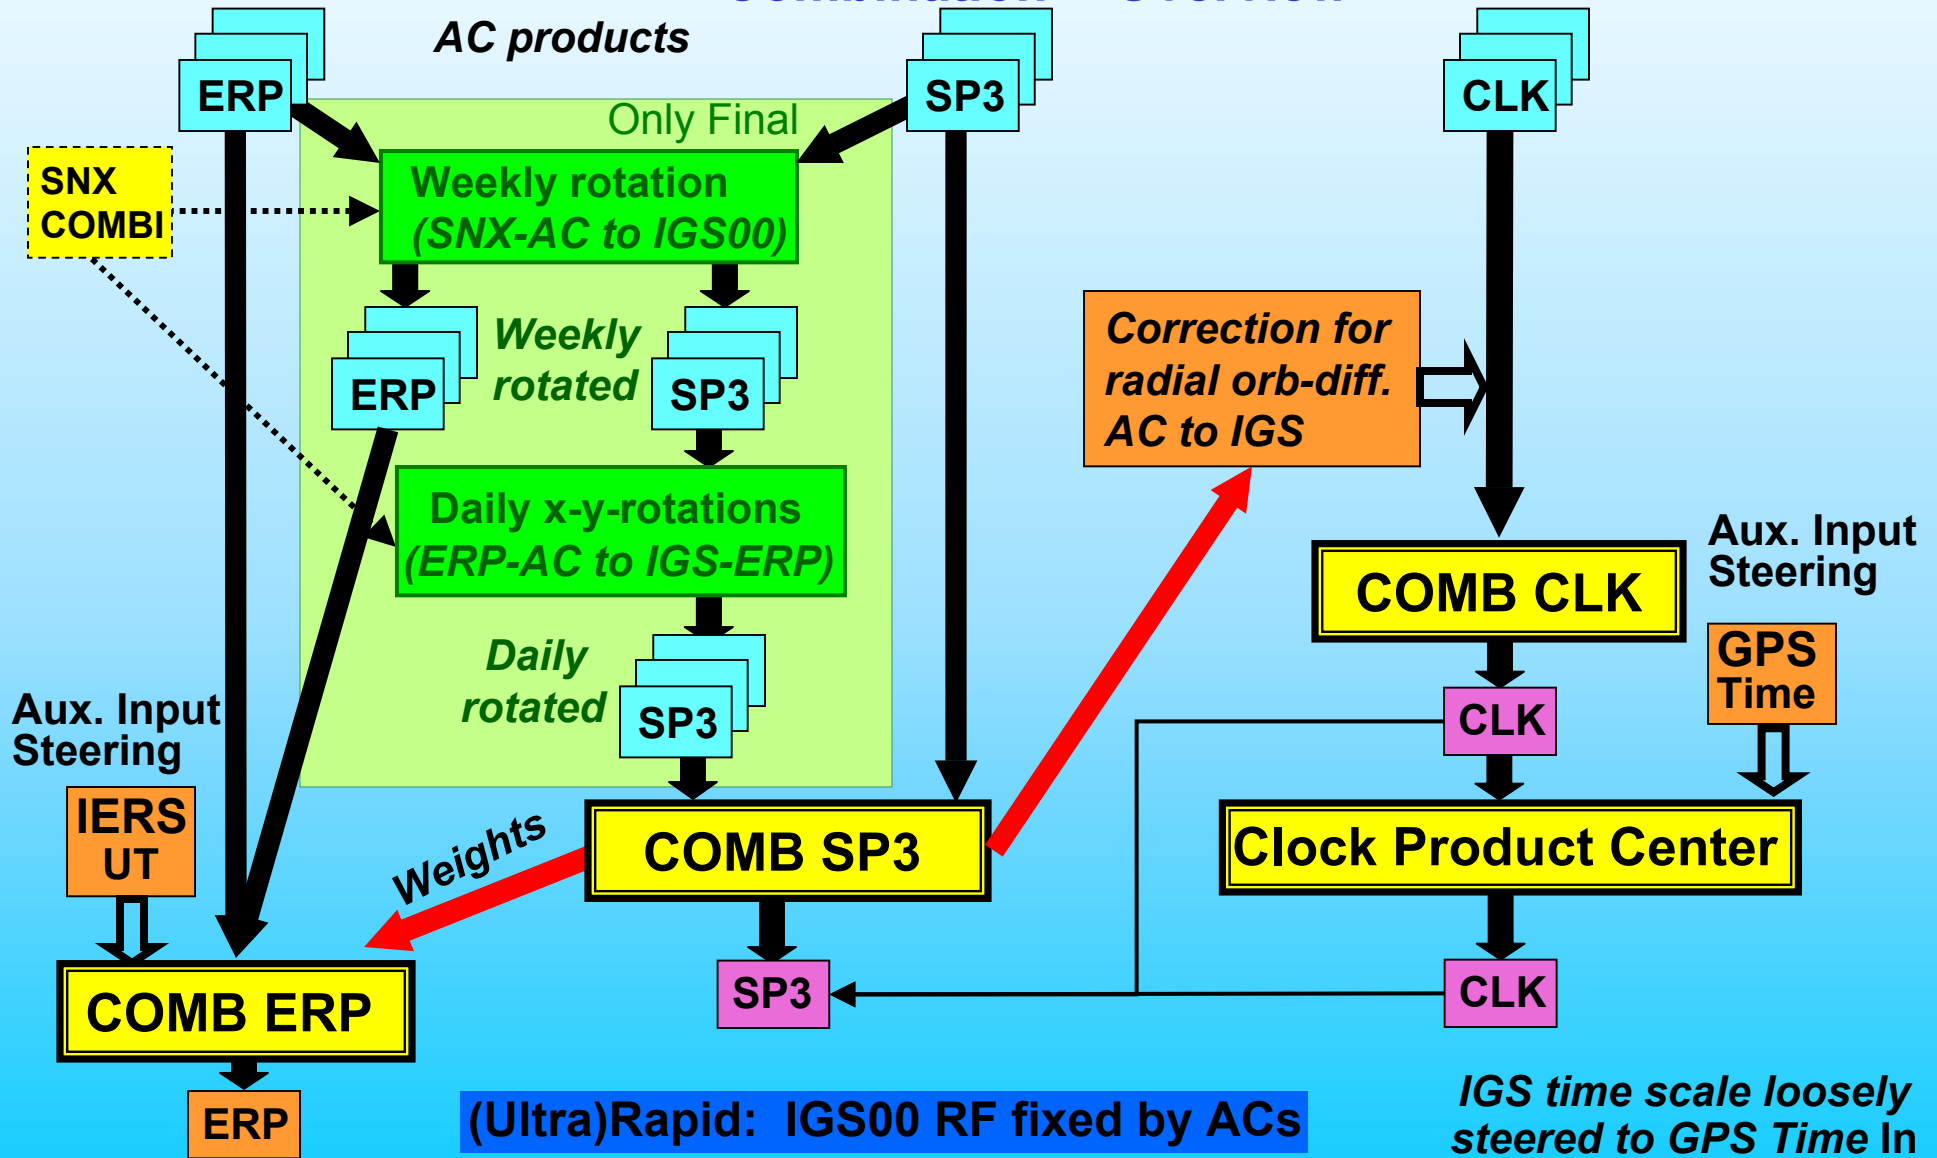 AC products
ERP
SP3
CLK
Only Final
SNX
COMBI
Weekly rotation
(SNX-AC to IGS00)
Weekly
rotated
ERP
SP3
Correction for
radial orb-diff.
AC to IGS
Daily x-y-rotations
(ERP-AC to IGS-ERP)
Aux. Input
Steering
COMB CLK
GPS
Time
Daily
rotated
SP3
CLK
Aux. Input
Steering
IERS
UT
Weights
COMB SP3
Clock Product Center
SP3
CLK
COMB ERP
ERP
(Ultra)Rapid: IGS00 RF fixed by ACs
IGS time scale loosely
steered to GPS Time In